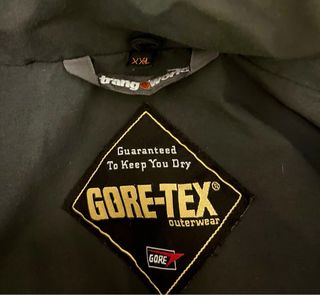 XXL
trangoworld
Guaranteed
To Keep You Dry
GORE-TEX®
outerwear
GORE